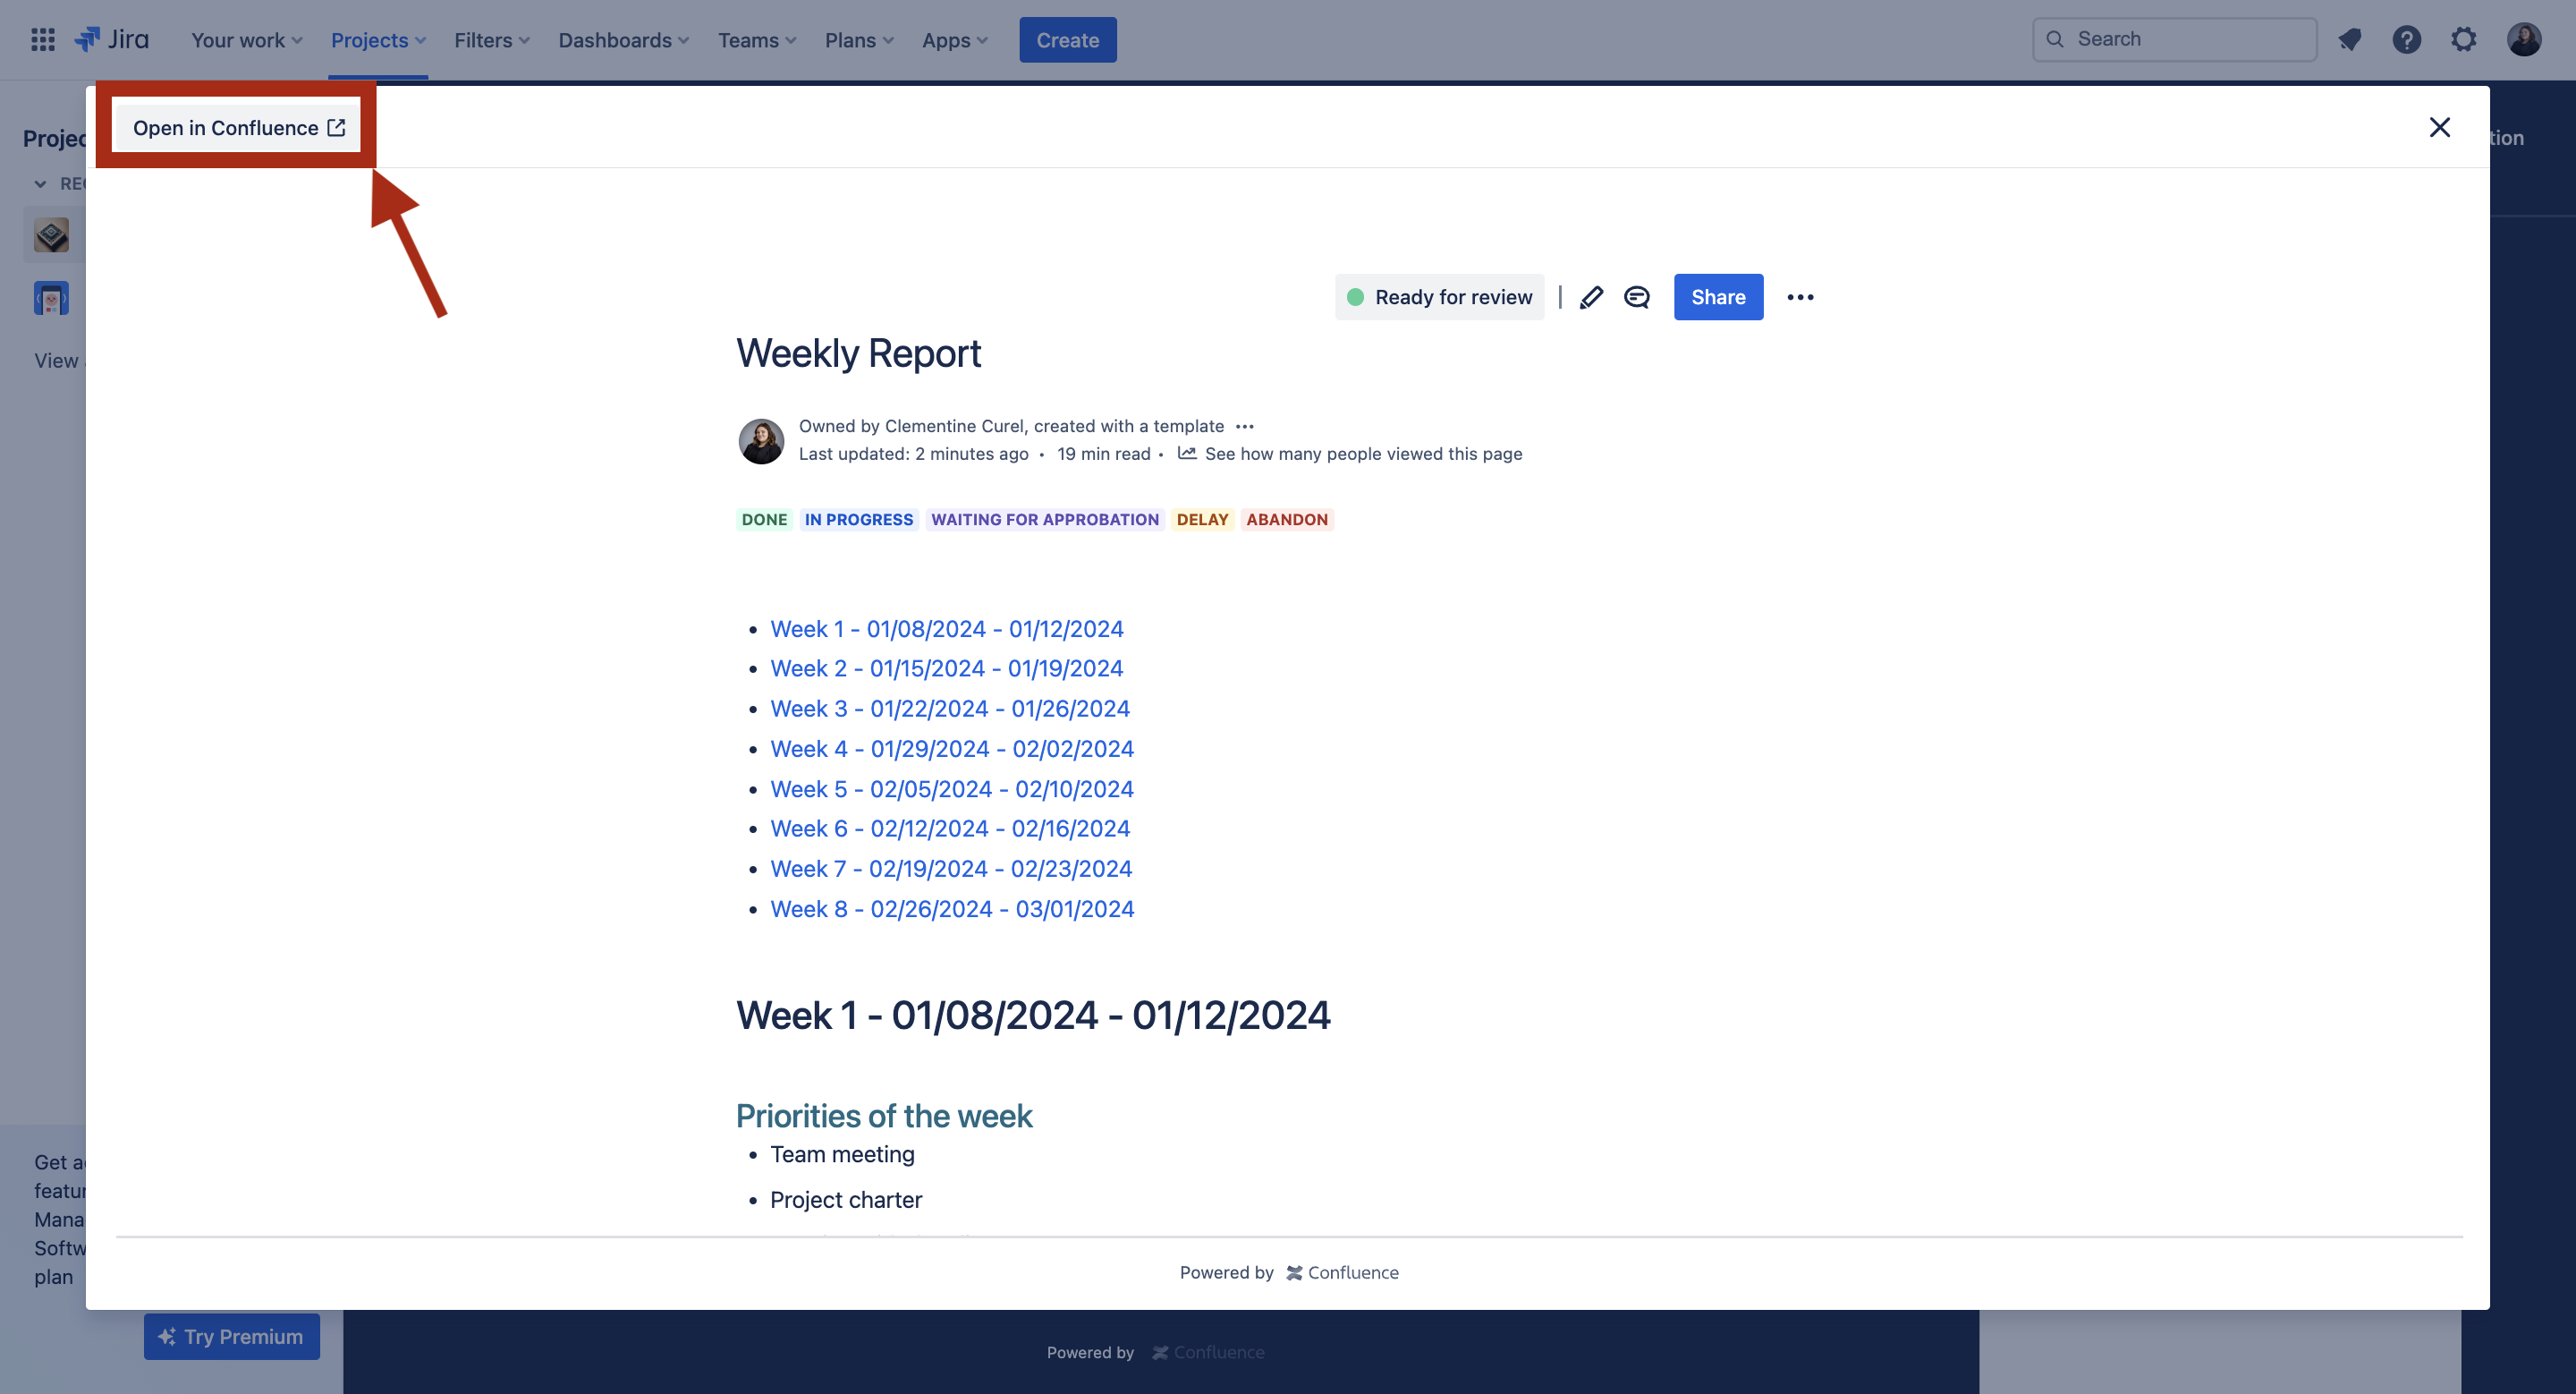 Jira Your work Projects Filters Dashboards Teams Plans Apps Create Search
Open in Confluence
Ready for review | Share
Weekly Report
Owned by Clementine Curel, created with a template
Last updated: 2 minutes ago • 19 min read • See how many people viewed this page
DONE IN PROGRESS WAITING FOR APPROBATION DELAY ABANDON
• Week 1 - 01/08/2024 - 01/12/2024
• Week 2 - 01/15/2024 - 01/19/2024
• Week 3 - 01/22/2024 - 01/26/2024
• Week 4 - 01/29/2024 - 02/02/2024
• Week 5 - 02/05/2024 - 02/10/2024
• Week 6 - 02/12/2024 - 02/16/2024
• Week 7 - 02/19/2024 - 02/23/2024
• Week 8 - 02/26/2024 - 03/01/2024
Week 1 - 01/08/2024 - 01/12/2024
Priorities of the week
• Team meeting
• Project charter
Powered by Confluence
View
Get
plan
Try Premium
Powered by Confluence